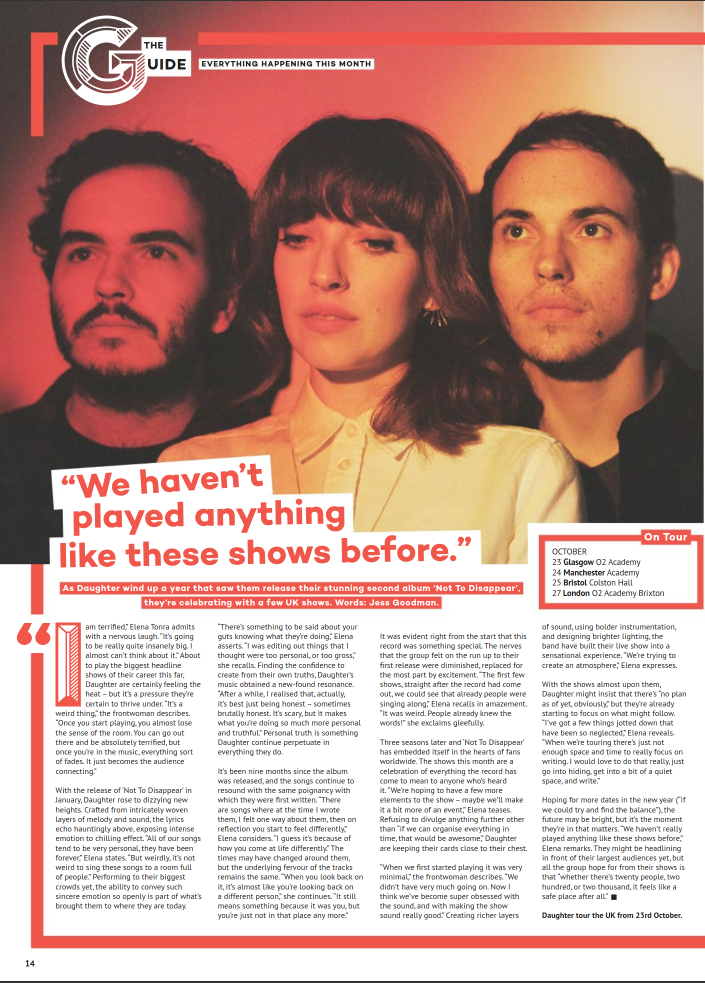 THE
GUIDE
EVERYTHING HAPPENING THIS MONTH
“We haven’t
played anything
like these shows before.”
As Daughter wind up a year that saw them release their stunning second album ‘Not To Disappear’,
they’re celebrating with a few UK shows. Words: Jess Goodman.
On Tour
OCTOBER
23 Glasgow O2 Academy
24 Manchester Academy
25 Bristol Colston Hall
27 London O2 Academy Brixton
“I am terrified,” Elena Tonra admits
with a nervous laugh. “It’s going
to be really quite insanely big. I
almost can’t think about it.” About
to play the biggest headline
shows of their career this far,
Daughter are certainly feeling the
heat – but it’s a pressure they’re
certain to thrive under. “It’s a
weird thing,” the frontwoman describes.
“Once you start playing, you almost lose
the sense of the room. You can go out
there and be absolutely terrified, but
once you’re in the music, everything sort
of fades. It just becomes the audience
connecting.”
With the release of ‘Not To Disappear’ in
January, Daughter rose to dizzying new
heights. Crafted from intricately woven
layers of melody and sound, the lyrics
echo hauntingly above, exposing intense
emotion to chilling effect. “All of our songs
tend to be very personal, they have been
forever,” Elena states. “But weirdly, it’s not
weird to sing these songs to a room full
of people.” Performing to their biggest
crowds yet, the ability to convey such
sincere emotion so openly is part of what’s
brought them to where they are today.
“There’s something to be said about your
guts knowing what they’re doing,” Elena
asserts. “I was editing out things that I
thought were too personal, or too gross,”
she recalls. Finding the confidence to
create from their own truths, Daughter’s
music obtained a new-found resonance.
“After a while, I realised that, actually,
it’s best just being honest – sometimes
brutally honest. It’s scary, but it makes
what you’re doing so much more personal
and truthful.” Personal truth is something
Daughter continue perpetuate in
everything they do.
It’s been nine months since the album
was released, and the songs continue to
resound with the same poignancy with
which they were first written. “There
are songs where at the time I wrote
them, I felt one way about them, then on
reflection you start to feel differently,”
Elena considers. “I guess it’s because of
how you come at life differently.” The
times may have changed around them,
but the underlying fervour of the tracks
remains the same. “When you look back on
it, it’s almost like you’re looking back on
a different person,” she continues. “It still
means something because it was you, but
you’re just not in that place any more.”
It was evident right from the start that this
record was something special. The nerves
that the group felt on the run up to their
first release were diminished, replaced for
the most part by excitement. “The first few
shows, straight after the record had come
out, we could see that already people were
singing along,” Elena recalls in amazement.
“It was weird. People already knew the
words!” she exclaims gleefully.
Three seasons later and ‘Not To Disappear’
has embedded itself in the hearts of fans
worldwide. The shows this month are a
celebration of everything the record has
come to mean to anyone who’s heard
it. “We’re hoping to have a few more
elements to the show – maybe we’ll make
it a bit more of an event,” Elena teases.
Refusing to divulge anything further other
than “if we can organise everything in
time, that would be awesome,” Daughter
are keeping their cards close to their chest.
“When we first started playing it was very
minimal,” the frontwoman describes. “We
didn’t have very much going on. Now I
think we’ve become super obsessed with
the sound, and with making the show
sound really good.” Creating richer layers
of sound, using bolder instrumentation,
and designing brighter lighting, the
band have built their live show into a
sensational experience. “We’re trying to
create an atmosphere,” Elena expresses.
With the shows almost upon them,
Daughter might insist that there’s “no plan
as of yet, obviously,” but they’re already
starting to focus on what might follow.
“I’ve got a few things jotted down that
have been so neglected,” Elena reveals.
“When we’re touring there’s just not
enough space and time to really focus on
writing. I would love to do that really, just
go into hiding, get into a bit of a quiet
space, and write.”
Hoping for more dates in the new year (“if
we could try and find the balance”), the
future may be bright, but it’s the moment
they’re in that matters. “We haven’t really
played anything like these shows before,”
Elena remarks. They might be headlining
in front of their largest audiences yet, but
all the group hope for from their shows is
that “whether there’s twenty people, two
hundred, or two thousand, it feels like a
safe place after all.”
Daughter tour the UK from 23rd October.
14